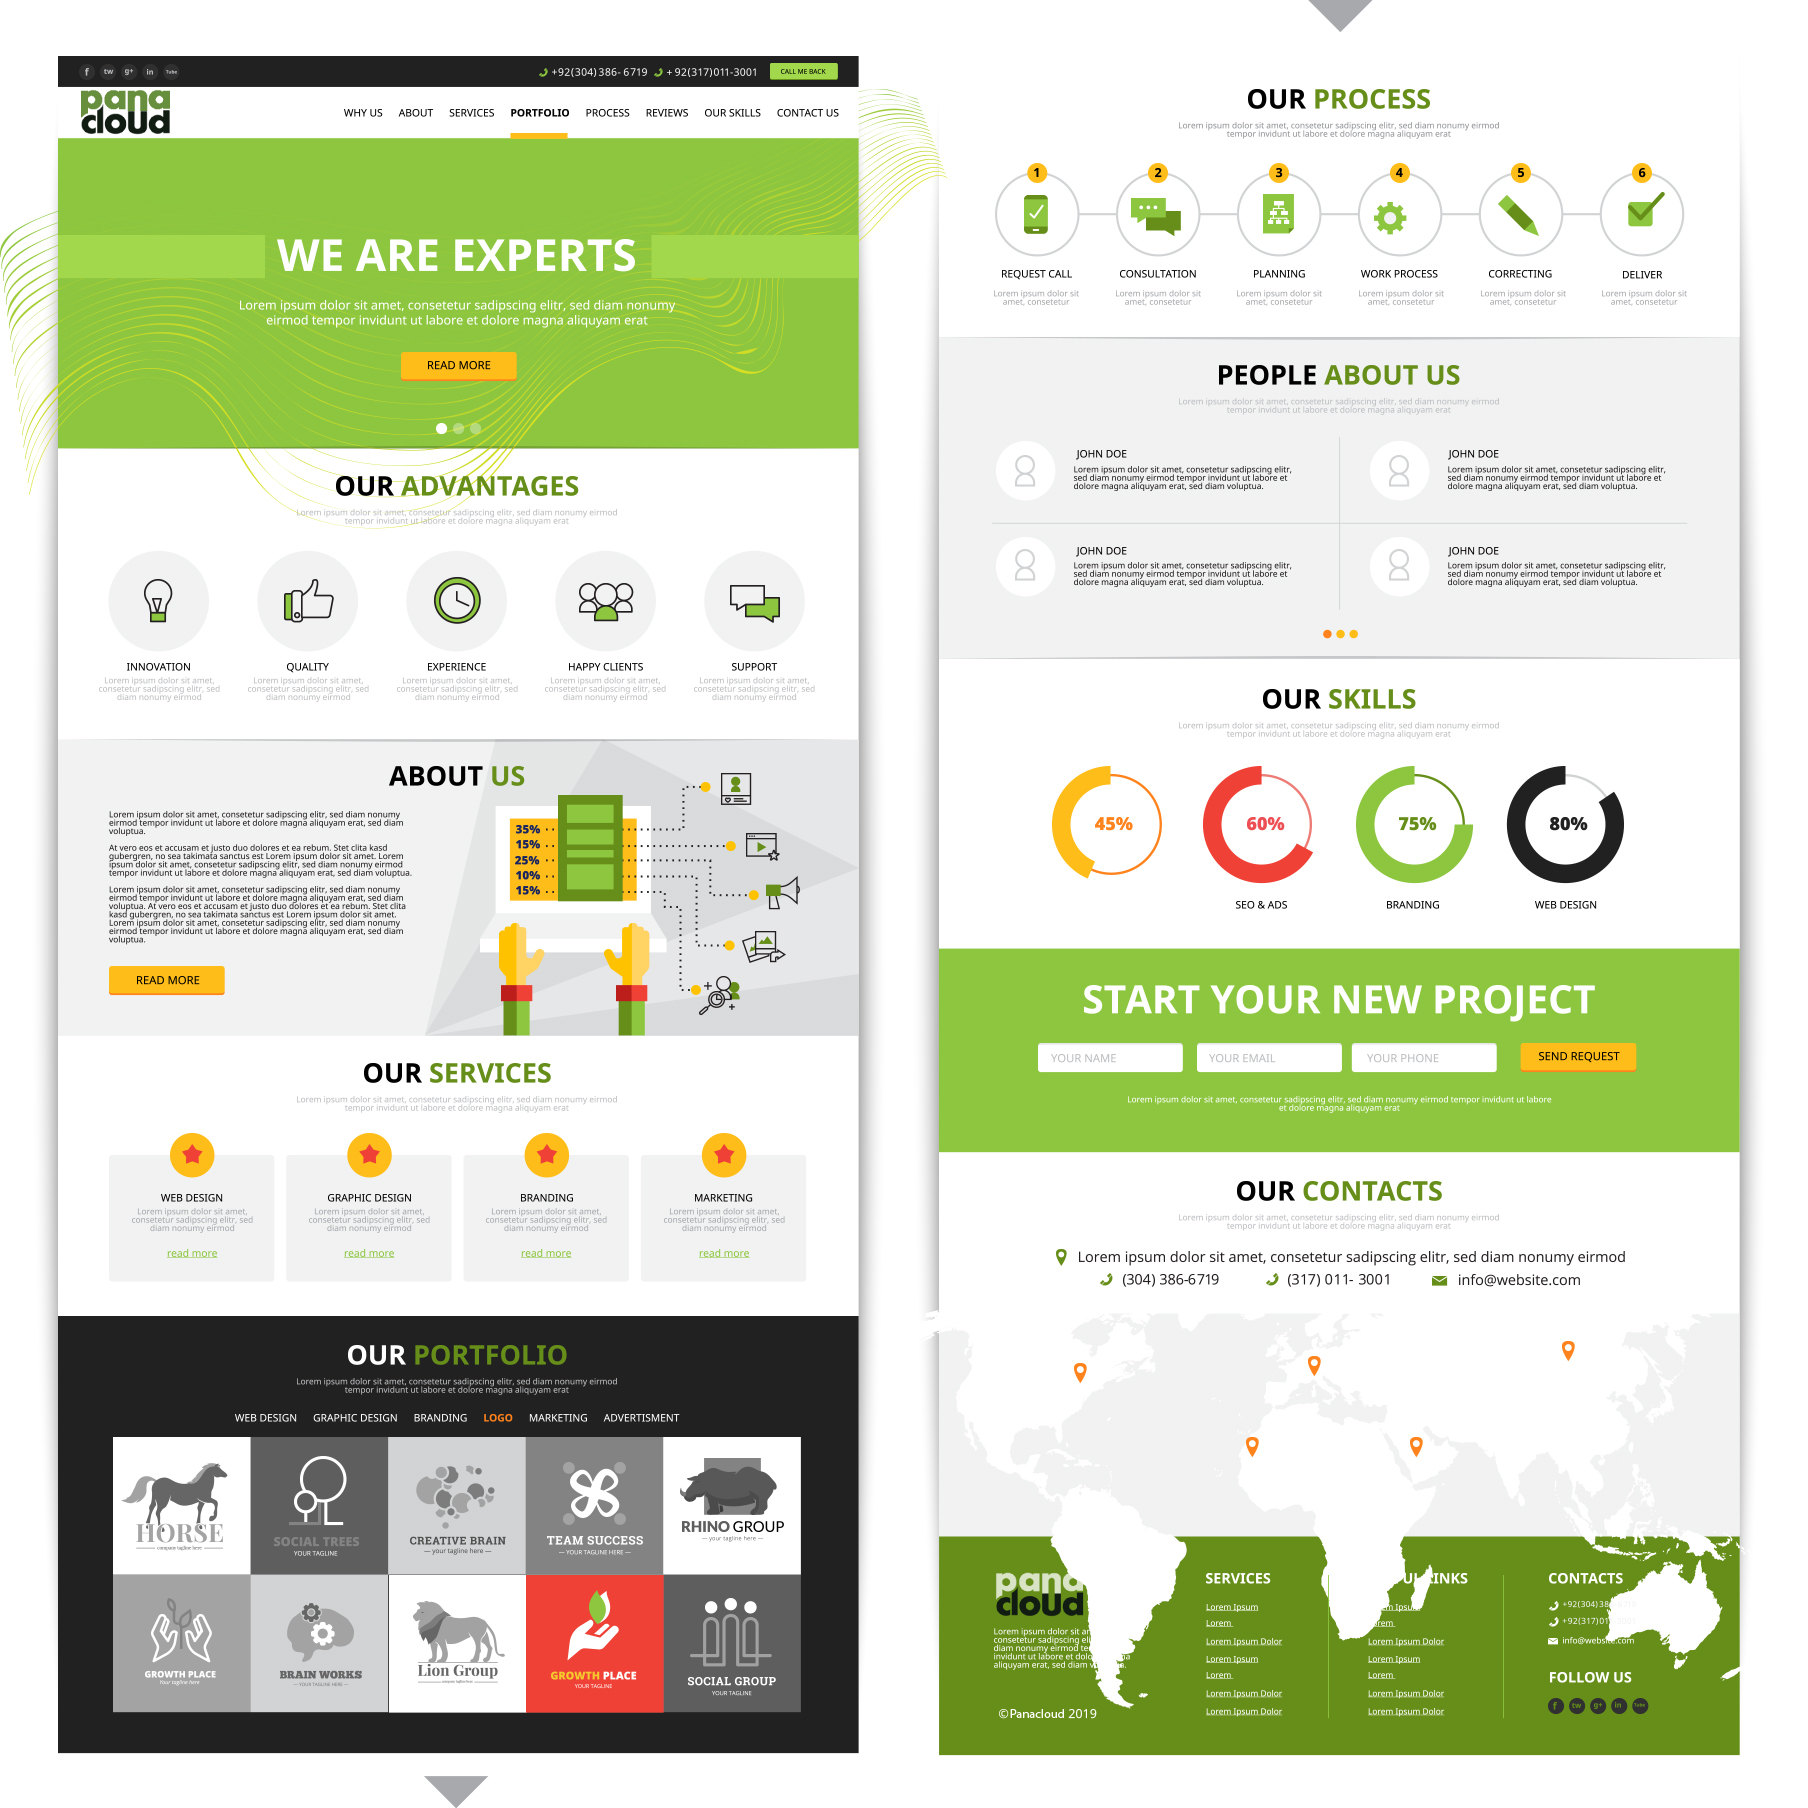 f tw g+ in Tube
+92(304)386- 6719 + 92(317)011-3001 CALL ME BACK
pana
cloud
WHY US ABOUT SERVICES PORTFOLIO PROCESS REVIEWS OUR SKILLS CONTACT US
WE ARE EXPERTS
Lorem ipsum dolor sit amet, consetetur sadipscing elitr, sed diam nonumy
eirmod tempor invidunt ut labore et dolore magna aliquyam erat
READ MORE
OUR ADVANTAGES
Lorem ipsum dolor sit amet, consetetur sadipscing elitr, sed diam nonumy eirmod
tempor invidunt ut labore et dolore magna aliquyam erat
INNOVATION
Lorem ipsum dolor sit amet,
consetetur sadipscing elitr, sed
diam nonumy eirmod
QUALITY
Lorem ipsum dolor sit amet,
consetetur sadipscing elitr, sed
diam nonumy eirmod
EXPERIENCE
Lorem ipsum dolor sit amet,
consetetur sadipscing elitr, sed
diam nonumy eirmod
HAPPY CLIENTS
Lorem ipsum dolor sit amet,
consetetur sadipscing elitr, sed
diam nonumy eirmod
SUPPORT
Lorem ipsum dolor sit amet,
consetetur sadipscing elitr, sed
diam nonumy eirmod
ABOUT US
Lorem ipsum dolor sit amet, consetetur sadipscing elitr, sed diam nonumy
eirmod tempor invidunt ut labore et dolore magna aliquyam erat, sed diam
voluptua.
At vero eos et accusam et justo duo dolores et ea rebum. Stet clita kasd
gubergren, no sea takimata sanctus est Lorem ipsum dolor sit amet. Lorem
ipsum dolor sit amet, consetetur sadipscing elitr, sed diam nonumy eirmod
tempor invidunt ut labore et dolore magna aliquyam erat, sed diam voluptua.
Lorem ipsum dolor sit amet, consetetur sadipscing elitr, sed diam nonumy
eirmod tempor invidunt ut labore et dolore magna aliquyam erat, sed diam
voluptua. At vero eos et accusam et justo duo dolores et ea rebum. Stet clita
kasd gubergren, no sea takimata sanctus est Lorem ipsum dolor sit amet.
Lorem ipsum dolor sit amet, consetetur sadipscing elitr, sed diam nonumy
eirmod tempor invidunt ut labore et dolore magna aliquyam erat, sed diam
voluptua.
READ MORE
35%
15%
25%
10%
15%
OUR SERVICES
Lorem ipsum dolor sit amet, consetetur sadipscing elitr, sed diam nonumy eirmod
tempor invidunt ut labore et dolore magna aliquyam erat
WEB DESIGN
Lorem ipsum dolor sit amet,
consetetur sadipscing elitr, sed
diam nonumy eirmod
read more
GRAPHIC DESIGN
Lorem ipsum dolor sit amet,
consetetur sadipscing elitr, sed
diam nonumy eirmod
read more
BRANDING
Lorem ipsum dolor sit amet,
consetetur sadipscing elitr, sed
diam nonumy eirmod
read more
MARKETING
Lorem ipsum dolor sit amet,
consetetur sadipscing elitr, sed
diam nonumy eirmod
read more
OUR PORTFOLIO
Lorem ipsum dolor sit amet, consetetur sadipscing elitr, sed diam nonumy eirmod
tempor invidunt ut labore et dolore magna aliquyam erat
WEB DESIGN GRAPHIC DESIGN BRANDING LOGO MARKETING ADVERTISMENT
HORSE
company tagline here
SOCIAL TREES
YOUR TAGLINE
CREATIVE BRAIN
— your tagline here —
TEAM SUCCESS
— YOUR TAGLINE HERE —
RHINO GROUP
— your tagline here —
GROWTH PLACE
Your tagline here
BRAIN WORKS
— YOUR TAGLINE HERE —
Lion Group
company tagline here
GROWTH PLACE
YOUR TAGLINE
SOCIAL GROUP
YOUR TAGLINE
OUR PROCESS
Lorem ipsum dolor sit amet, consetetur sadipscing elitr, sed diam nonumy eirmod
tempor invidunt ut labore et dolore magna aliquyam erat
1
REQUEST CALL
Lorem ipsum dolor sit
amet, consetetur
2
CONSULTATION
Lorem ipsum dolor sit
amet, consetetur
3
PLANNING
Lorem ipsum dolor sit
amet, consetetur
4
WORK PROCESS
Lorem ipsum dolor sit
amet, consetetur
5
CORRECTING
Lorem ipsum dolor sit
amet, consetetur
6
DELIVER
Lorem ipsum dolor sit
amet, consetetur
PEOPLE ABOUT US
Lorem ipsum dolor sit amet, consetetur sadipscing elitr, sed diam nonumy eirmod
tempor invidunt ut labore et dolore magna aliquyam erat
JOHN DOE
Lorem ipsum dolor sit amet, consetetur sadipscing elitr,
sed diam nonumy eirmod tempor invidunt ut labore et
dolore magna aliquyam erat, sed diam voluptua.
JOHN DOE
Lorem ipsum dolor sit amet, consetetur sadipscing elitr,
sed diam nonumy eirmod tempor invidunt ut labore et
dolore magna aliquyam erat, sed diam voluptua.
JOHN DOE
Lorem ipsum dolor sit amet, consetetur sadipscing elitr,
sed diam nonumy eirmod tempor invidunt ut labore et
dolore magna aliquyam erat, sed diam voluptua.
JOHN DOE
Lorem ipsum dolor sit amet, consetetur sadipscing elitr,
sed diam nonumy eirmod tempor invidunt ut labore et
dolore magna aliquyam erat, sed diam voluptua.
OUR SKILLS
Lorem ipsum dolor sit amet, consetetur sadipscing elitr, sed diam nonumy eirmod
tempor invidunt ut labore et dolore magna aliquyam erat
45% 60% 75% 80%
SEO & ADS BRANDING WEB DESIGN
START YOUR NEW PROJECT
YOUR NAME YOUR EMAIL YOUR PHONE SEND REQUEST
Lorem ipsum dolor sit amet, consetetur sadipscing elitr, sed diam nonumy eirmod tempor invidunt ut labore
et dolore magna aliquyam erat
OUR CONTACTS
Lorem ipsum dolor sit amet, consetetur sadipscing elitr, sed diam nonumy eirmod
tempor invidunt ut labore et dolore magna aliquyam erat
Lorem ipsum dolor sit amet, consetetur sadipscing elitr, sed diam nonumy eirmod
(304) 386-6719 (317) 011- 3001 info@website.com
pana
cloud
Lorem ipsum dolor sit
consetetur sadipscing
diam nonumy eirmod
aliquyam erat, sed diam
©Panacloud 2019
SERVICES
Lorem Ipsum
Lorem
Lorem Ipsum Dolor
Lorem Ipsum
Lorem
Lorem Ipsum Dolor
Lorem Ipsum Dolor
LINKS
Lorem Ipsum Dolor
Lorem Ipsum
Lorem
Lorem Ipsum Dolor
Lorem Ipsum Dolor
CONTACTS
+92(304)38
+92(317)01
info@website.com
FOLLOW US
f tw g+ in Tube